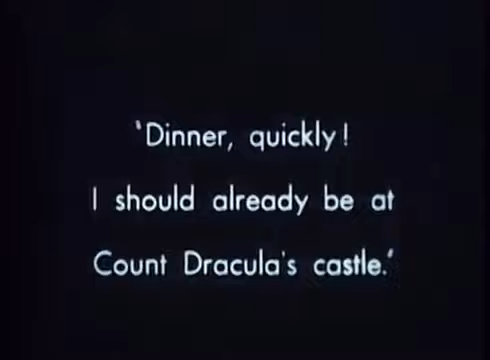 'Dinner, quickly!
I should already be at
Count Dracula's castle.'